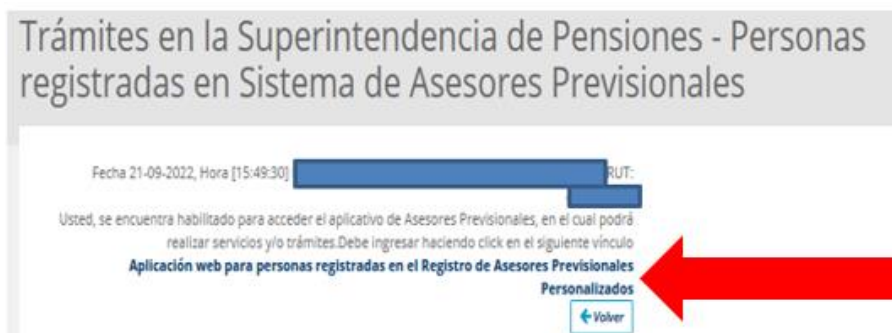 Trámites en la Superintendencia de Pensiones - Personas
registradas en Sistema de Asesores Previsionales
Fecha 21-09-2022, Hora [15:49:30] RUT:
Usted, se encuentra habilitado para acceder el aplicativo de Asesores Previsionales, en el cual podrá
realizar servicios y/o trámites.Debe ingresar haciendo click en el siguiente vínculo
Aplicación web para personas registradas en el Registro de Asesores Previsionales
Personalizados
Volver